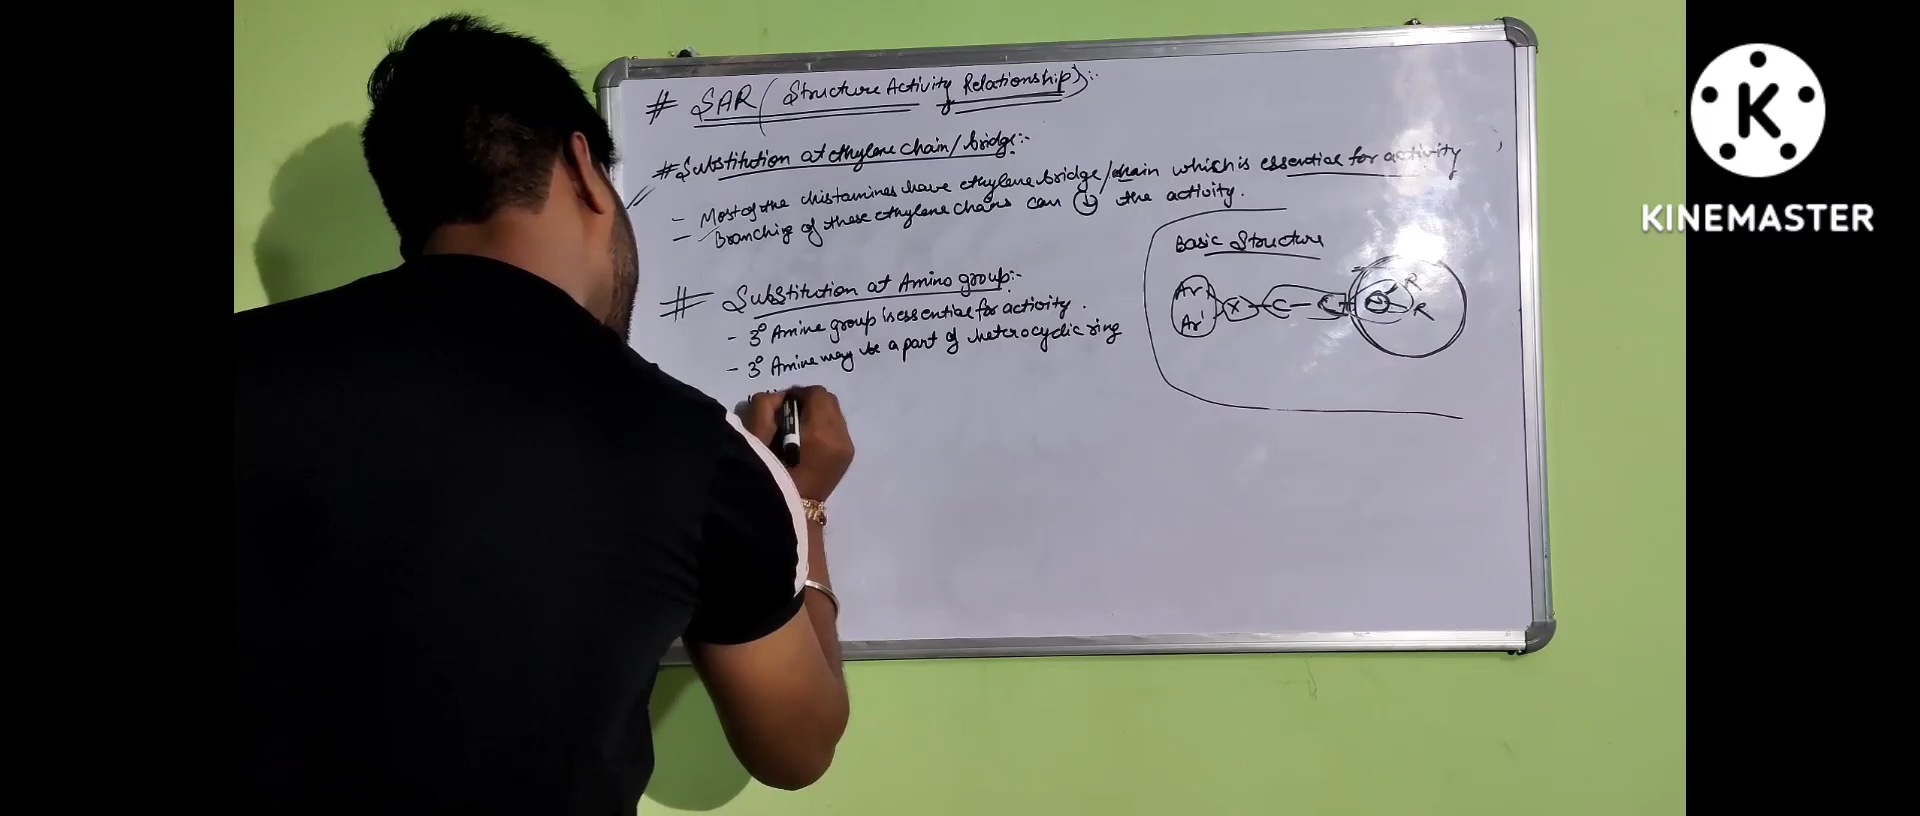 # SAR ( Structure Activity Relationship ) :-
# Substitution at ethylene chain / bridge :-
- Most of the chistamines have ethylene bridge / chain which is essential for activity
- Branching of these ethylene chains can ↓ the activity.
Basic Structure
Ar
Ar'
X - C - C - N
R
R
# Substitution at Amino group :-
- 3° Amine group is essential for activity.
- 3° Amine may be a part of heterocyclic ring
K
KINEMASTER